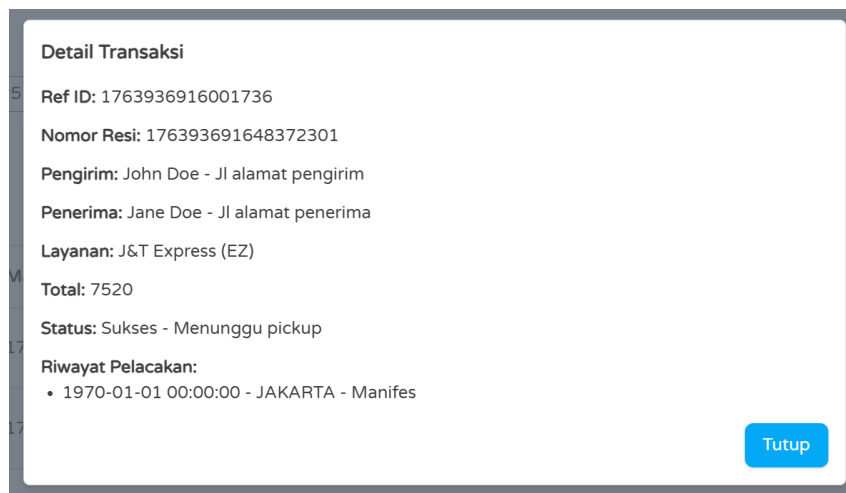 Detail Transaksi
Ref ID: 17639369160017​36
Nomor Resi: 176393691648372301
Pengirim: John Doe - Jl alamat pengirim
Penerima: Jane Doe - Jl alamat penerima
Layanan: J&T Express (EZ)
Total: 7520
Status: Sukses - Menunggu pickup
Riwayat Pelacakan:
• 1970-01-01 00:00:00 - JAKARTA - Manifes
Tutup